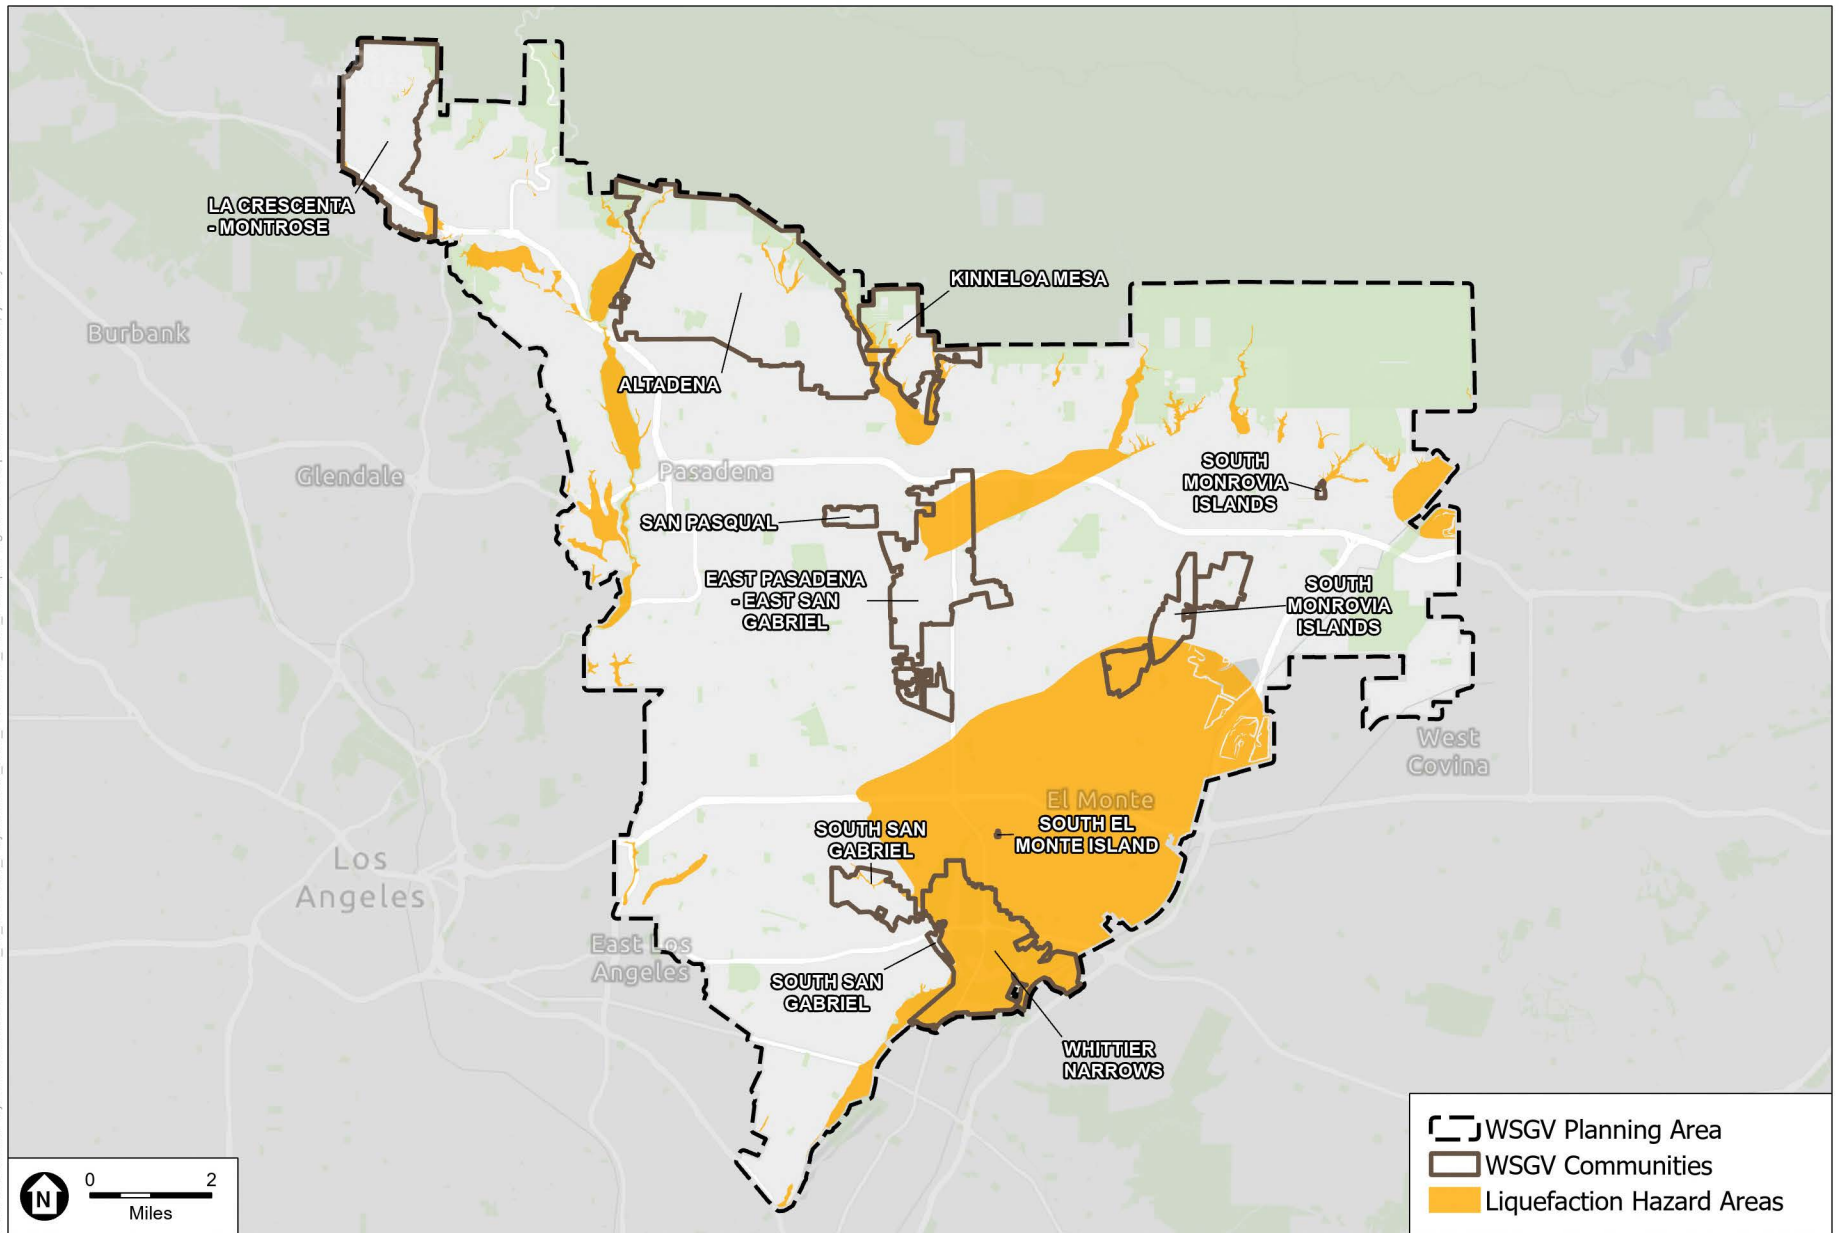 LA CRESCENTA
- MONTROSE
KINNELOA MESA
Burbank
ALTADENA
Glendale
Pasadena
SOUTH
MONROVIA
ISLANDS
SAN PASQUAL
EAST PASADENA
- EAST SAN
GABRIEL
SOUTH
MONROVIA
ISLANDS
West
Covina
El Monte
SOUTH EL
MONTE ISLAND
SOUTH SAN
GABRIEL
Los
Angeles
East Los
Angeles
SOUTH SAN
GABRIEL
WHITTIER
NARROWS
WSGV Planning Area
WSGV Communities
Liquefaction Hazard Areas
N
0 2
Miles